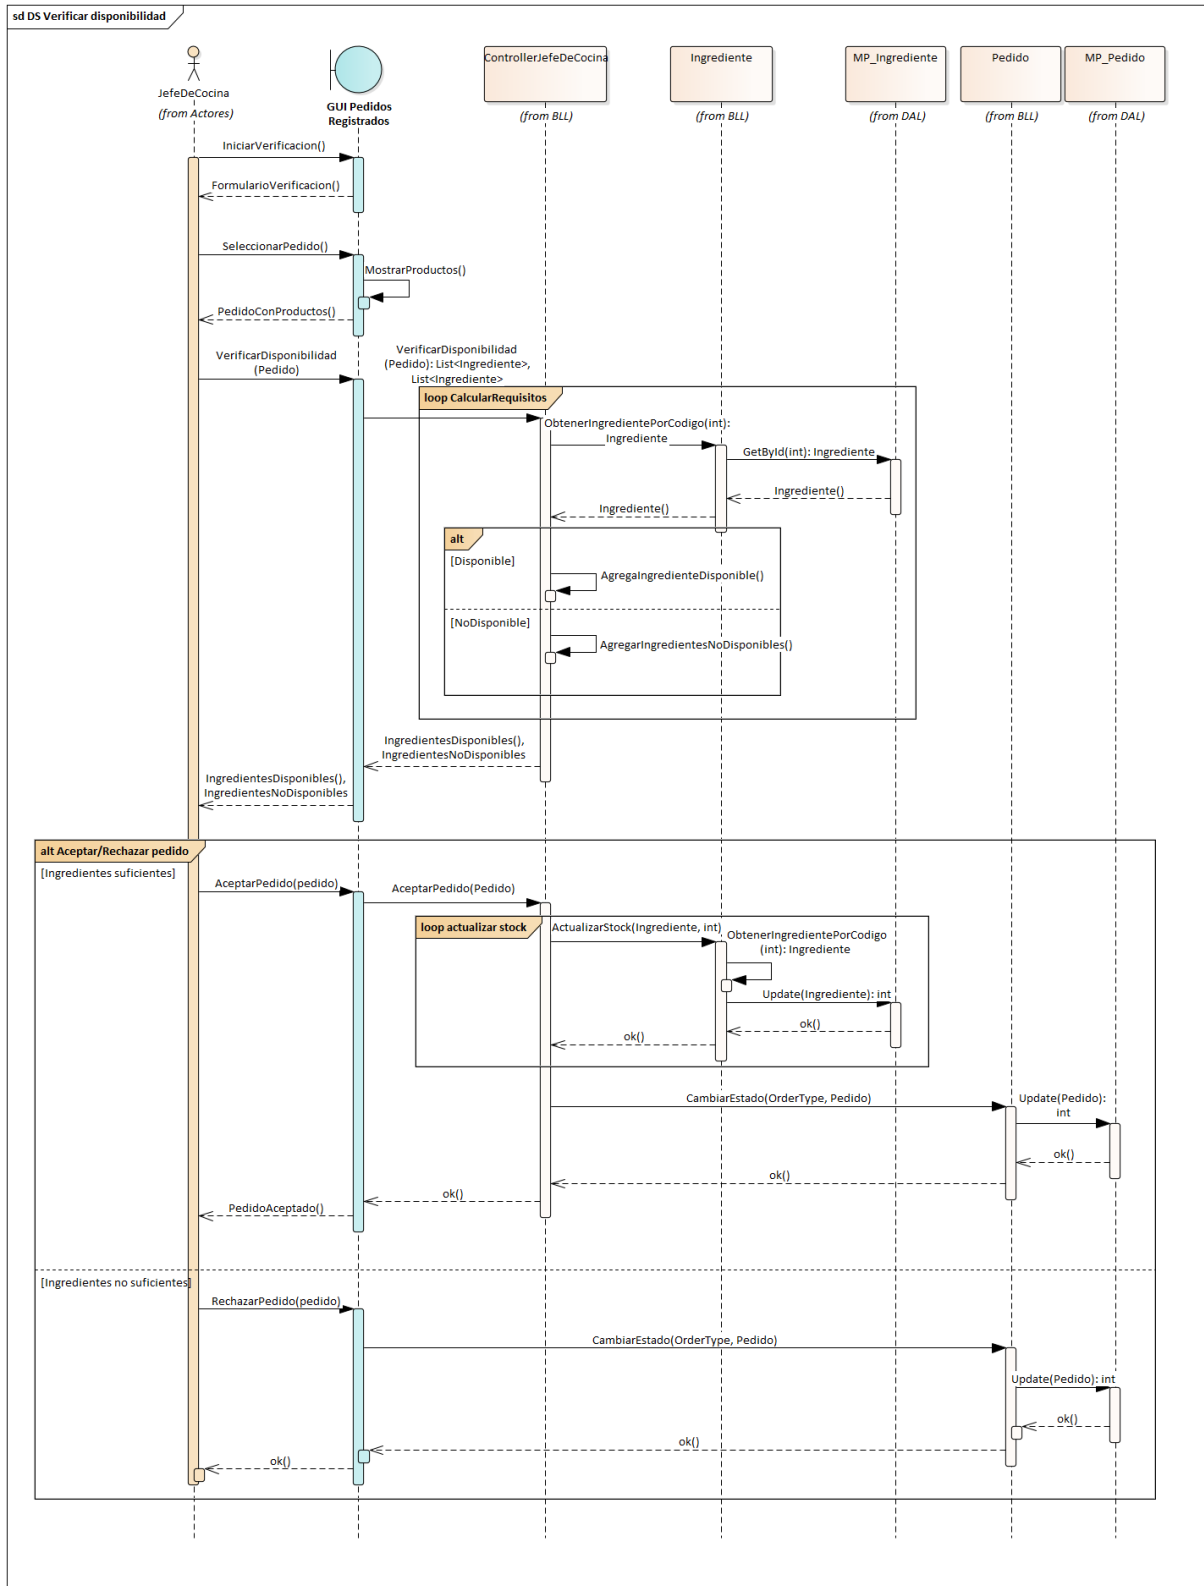 sd DS Verificar disponibilidad
JefeDeCocina
(from Actores)
GUI Pedidos
Registrados
ControllerJefeDeCocina
(from BLL)
Ingrediente
(from BLL)
MP_Ingrediente
(from DAL)
Pedido
(from BLL)
MP_Pedido
(from DAL)
IniciarVerificacion()
FormularioVerificacion()
SeleccionarPedido()
MostrarProductos()
PedidoConProductos()
VerificarDisponibilidad
(Pedido)
VerificarDisponibilidad
(Pedido): List<Ingrediente>,
List<Ingrediente>
loop CalcularRequisitos
ObtenerIngredientePorCodigo(int):
Ingrediente
GetById(int): Ingrediente
Ingrediente()
Ingrediente()
alt
[Disponible]
AgregaIngredienteDisponible()
[NoDisponible]
AgregarIngredientesNoDisponibles()
IngredientesDisponibles(),
IngredientesNoDisponibles
IngredientesDisponibles(),
IngredientesNoDisponibles
alt Aceptar/Rechazar pedido
[Ingredientes suficientes]
AceptarPedido(pedido)
AceptarPedido(Pedido)
loop actualizar stock
ActualizarStock(Ingrediente, int)
ObtenerIngredientePorCodigo
(int): Ingrediente
Update(Ingrediente): int
ok()
ok()
CambiarEstado(OrderType, Pedido)
Update(Pedido):
int
ok()
ok()
ok()
PedidoAceptado()
[Ingredientes no suficientes]
RechazarPedido(pedido)
CambiarEstado(OrderType, Pedido)
Update(Pedido): int
ok()
ok()
ok()